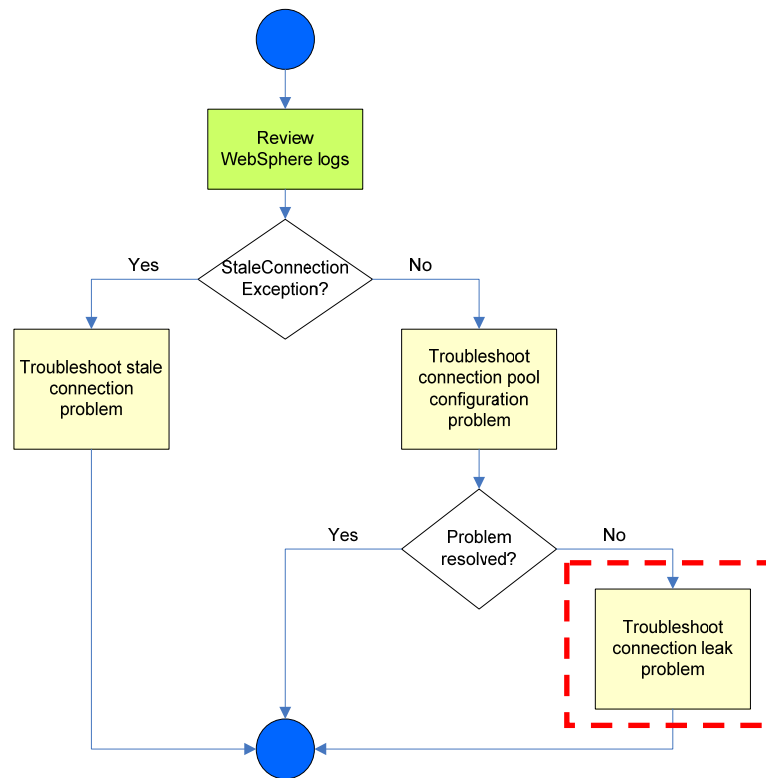 Review
WebSphere logs
StaleConnection
Exception?
Yes
No
Troubleshoot stale
connection
problem
Troubleshoot
connection pool
configuration
problem
Problem
resolved?
Yes
No
Troubleshoot
connection leak
problem